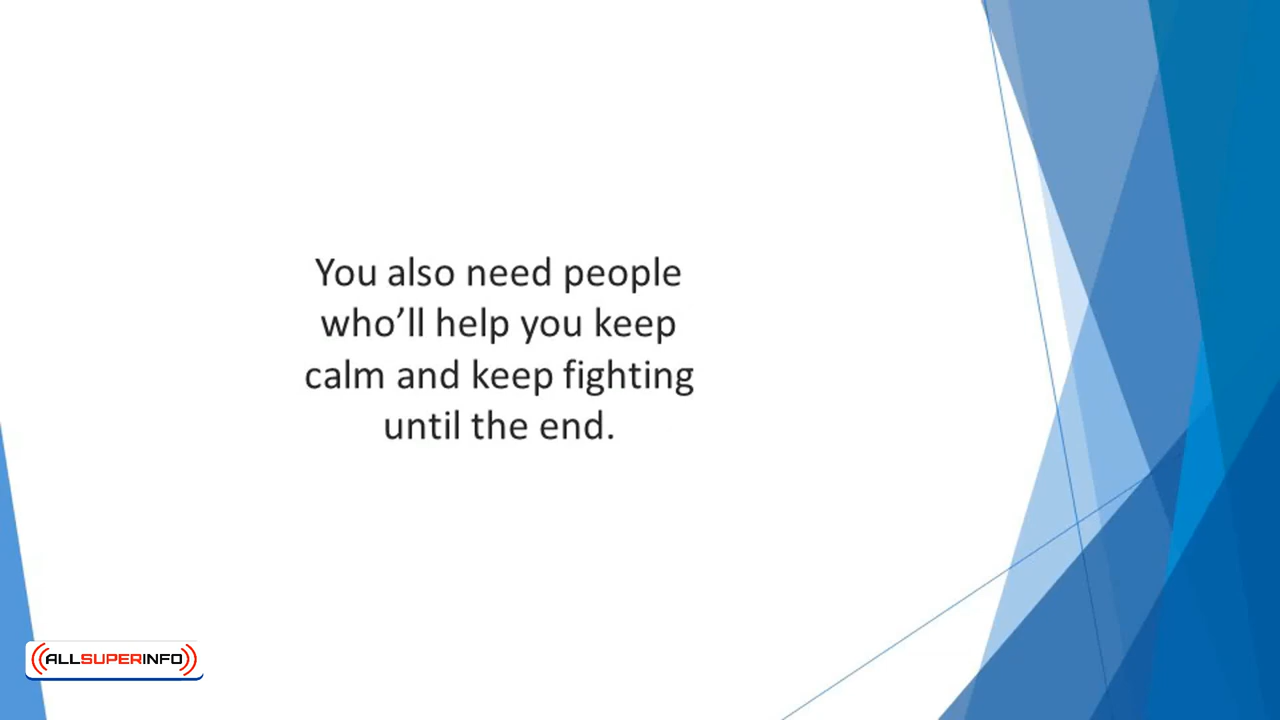 You also need people
who’ll help you keep
calm and keep fighting
until the end.
ALLSUPERINFO